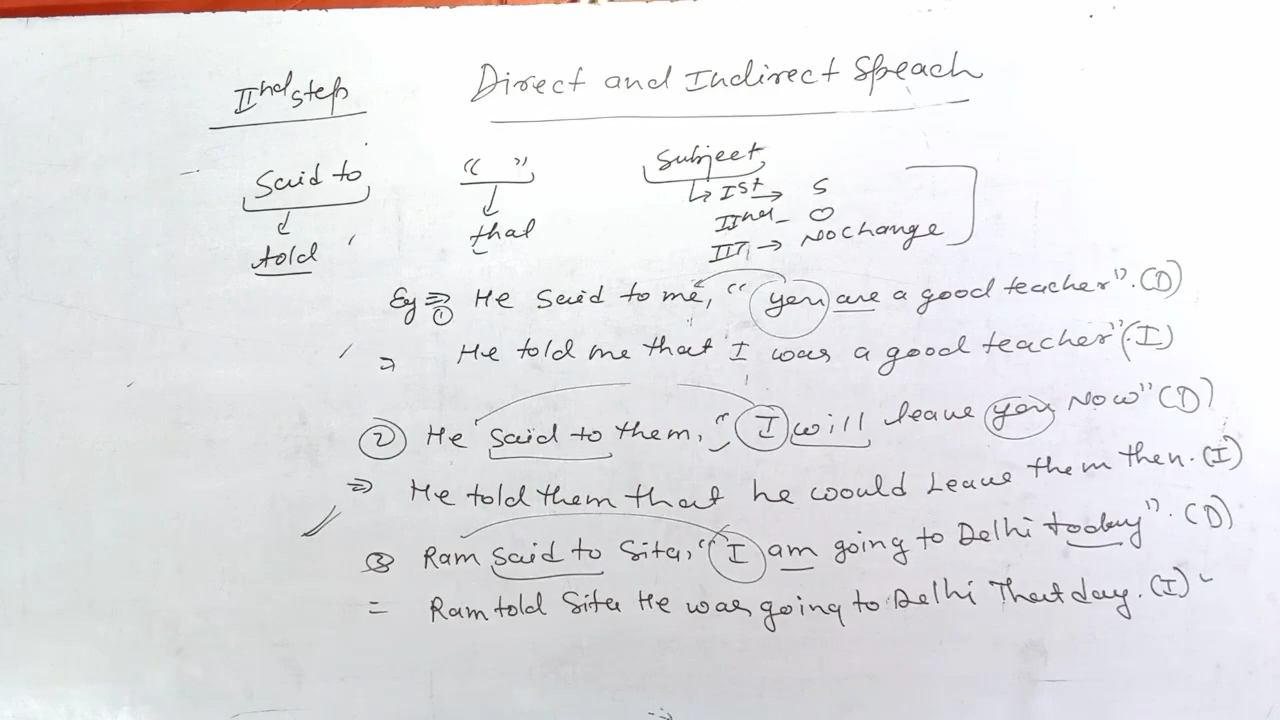 IInd step
Direct and Indirect Speach
Said to
“ ”
Subject
told
that
→ Ist → S
IInd - O
III → No change
Eg ⇒ ① He said to me, “ you are a good teacher”. (D)
⇒ He told me that I was a good teacher” (I)
② He said to them, “ I will leave you Now” (D)
⇒ He told them that he woould Leave them then. (I)
③ Ram said to Sita, “ I am going to Delhi today”. (D)
= Ram told Sita He was going to Delhi That day. (I)